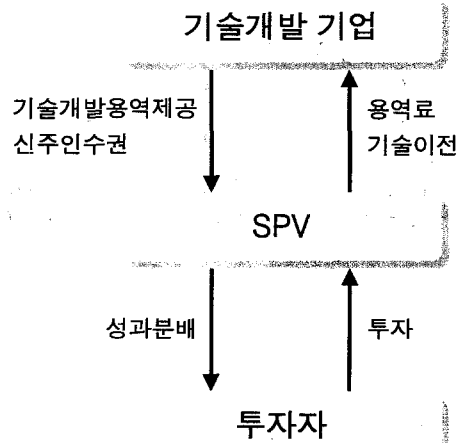 기술개발 기업
기술개발용역제공
신주인수권
용역료
기술이전
SPV
성과분배
투자
투자자